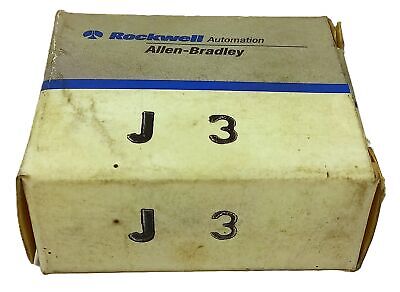 Rockwell Automation
Allen-Bradley
J 3
J 3